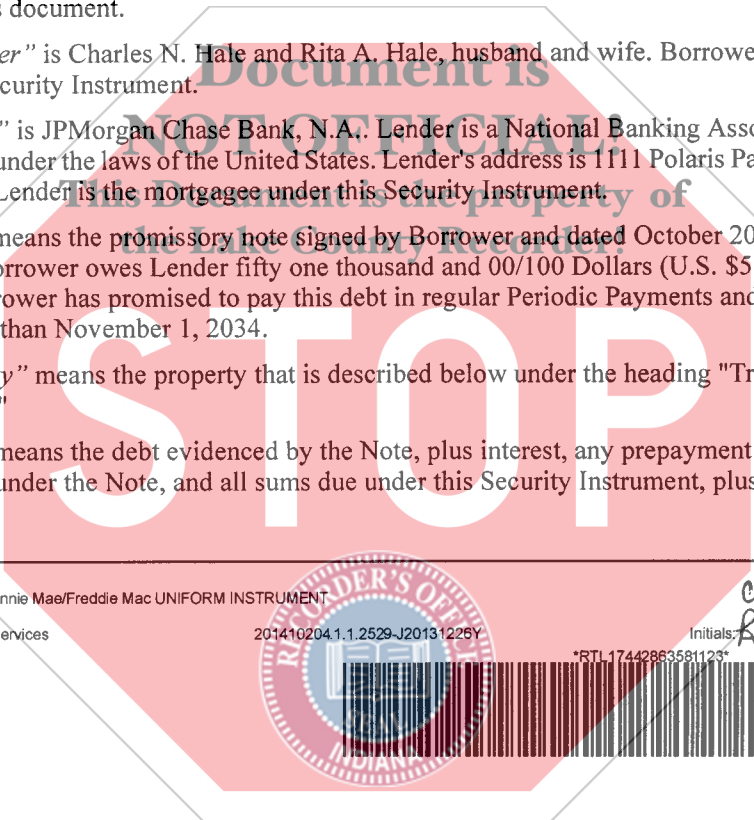 s document.
er" is Charles N. Hale and Rita A. Hale, husband and wife. Borrowe
curity Instrument.
" is JPMorgan Chase Bank, N.A.. Lender is a National Banking Asso
under the laws of the United States. Lender's address is 1111 Polaris Pa
Lender is the mortgagee under this Security Instrument.
means the promissory note signed by Borrower and dated October 20
orrower owes Lender fifty one thousand and 00/100 Dollars (U.S. $5
rower has promised to pay this debt in regular Periodic Payments and
than November 1, 2034.
y" means the property that is described below under the heading "Tr
"
means the debt evidenced by the Note, plus interest, any prepayment
under the Note, and all sums due under this Security Instrument, plus
Document is
NOT OFFICIAL!
This Document is the property of
the Lake County Recorder!
STOP
nnie Mae/Freddie Mac UNIFORM INSTRUMENT
ervices 201410204.1.1.2529-J20131226Y Initials:
*RTL17442863581123*
RECORDER'S OFFICE
SEAL
INDIANA